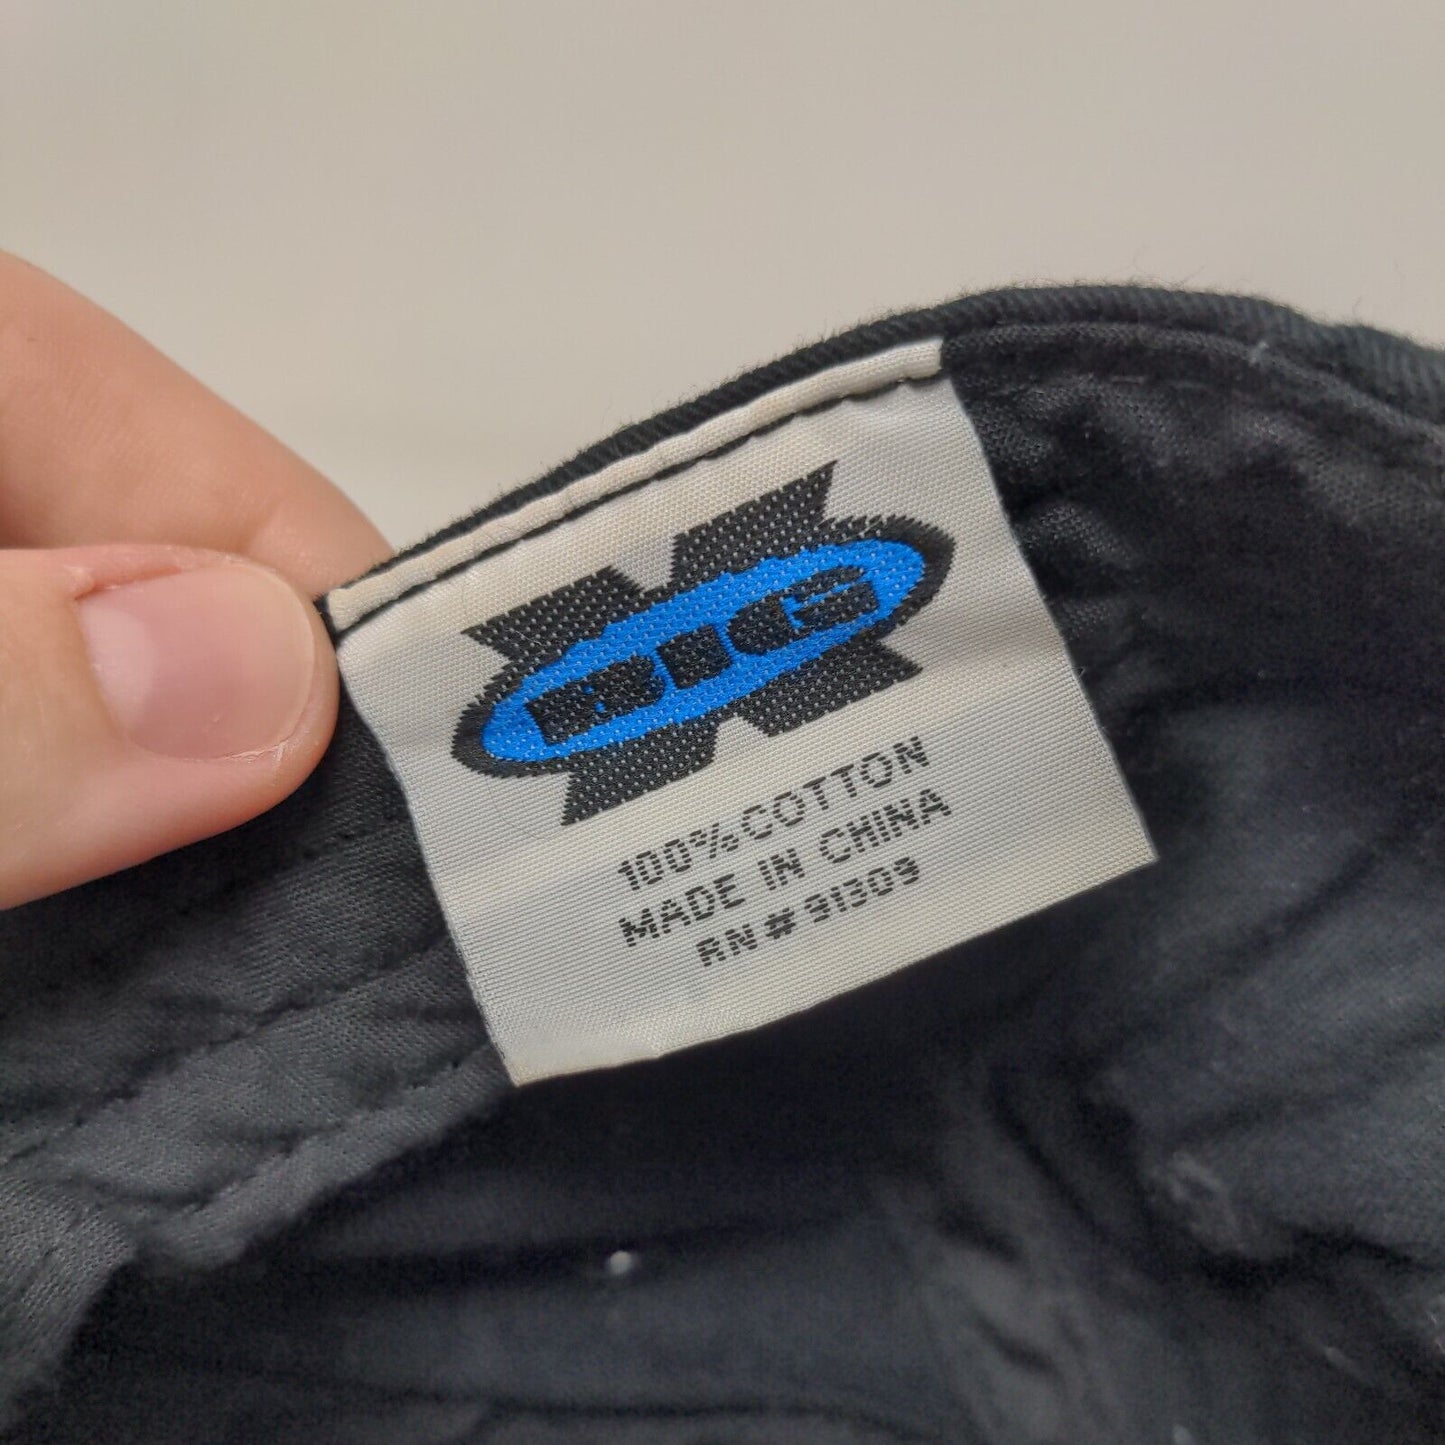 BIG
100% COTTON
MADE IN CHINA
RN# 91309